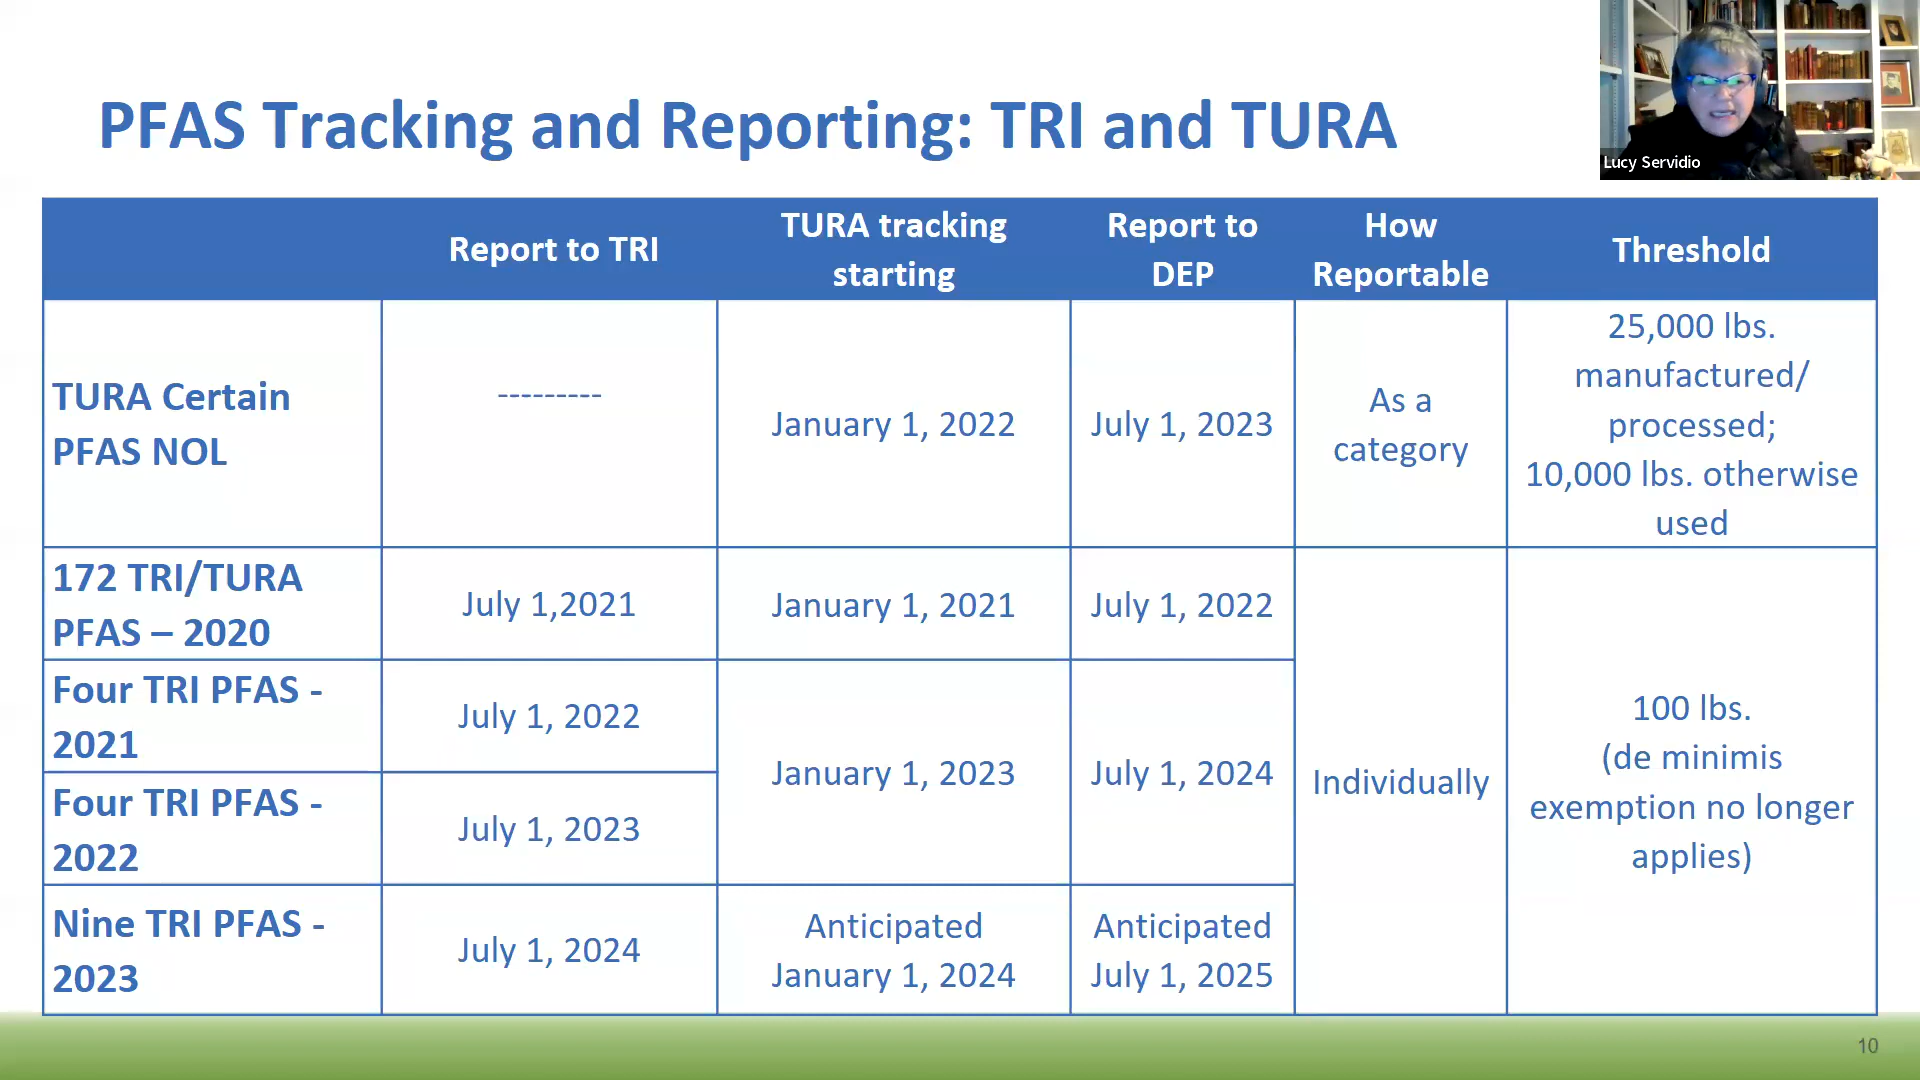 PFAS Tracking and Reporting: TRI and TURA
Lucy Servidio
Report to TRI
TURA tracking
starting
Report to
DEP
How
Reportable
Threshold
TURA Certain
PFAS NOL
---------
January 1, 2022
July 1, 2023
As a
category
25,000 lbs.
manufactured/
processed;
10,000 lbs. otherwise
used
172 TRI/TURA
PFAS – 2020
July 1,2021
January 1, 2021
July 1, 2022
Individually
100 lbs.
(de minimis
exemption no longer
applies)
Four TRI PFAS -
2021
July 1, 2022
January 1, 2023
July 1, 2024
Four TRI PFAS -
2022
July 1, 2023
Nine TRI PFAS -
2023
July 1, 2024
Anticipated
January 1, 2024
Anticipated
July 1, 2025
10